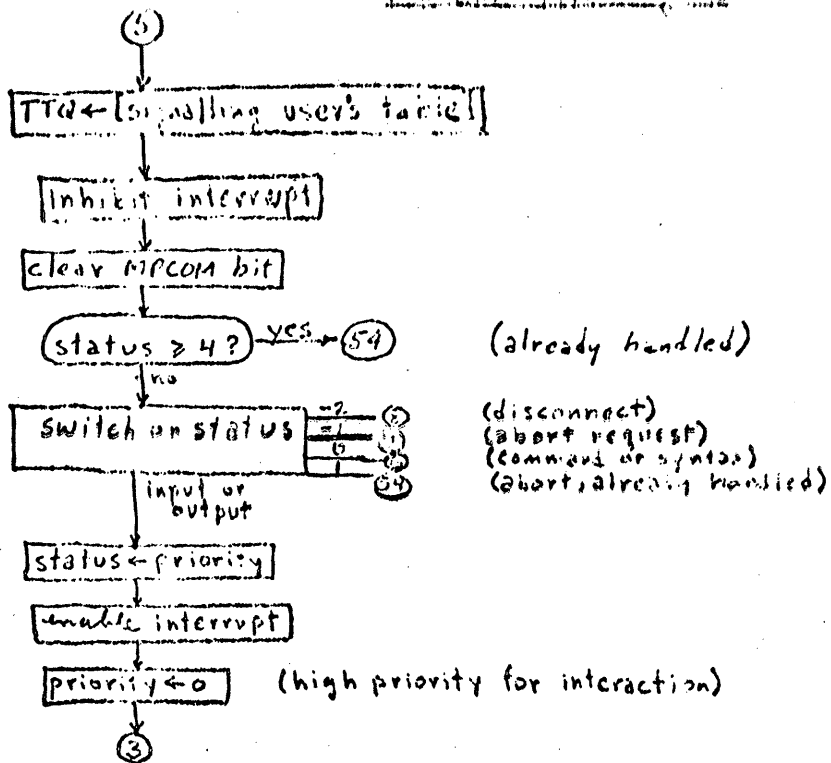 5
TTQ ← [signalling user's table]
inhibit interrupt
clear MPCOM bit
status ≥ 4? yes 54 (already handled)
no
switch on status
-2 (disconnect)
-1 (abort request)
0 (command or syntax)
1 54 (abort, already handled)
input or
output
status ← priority
enable interrupt
priority ← 0 (high priority for interaction)
3